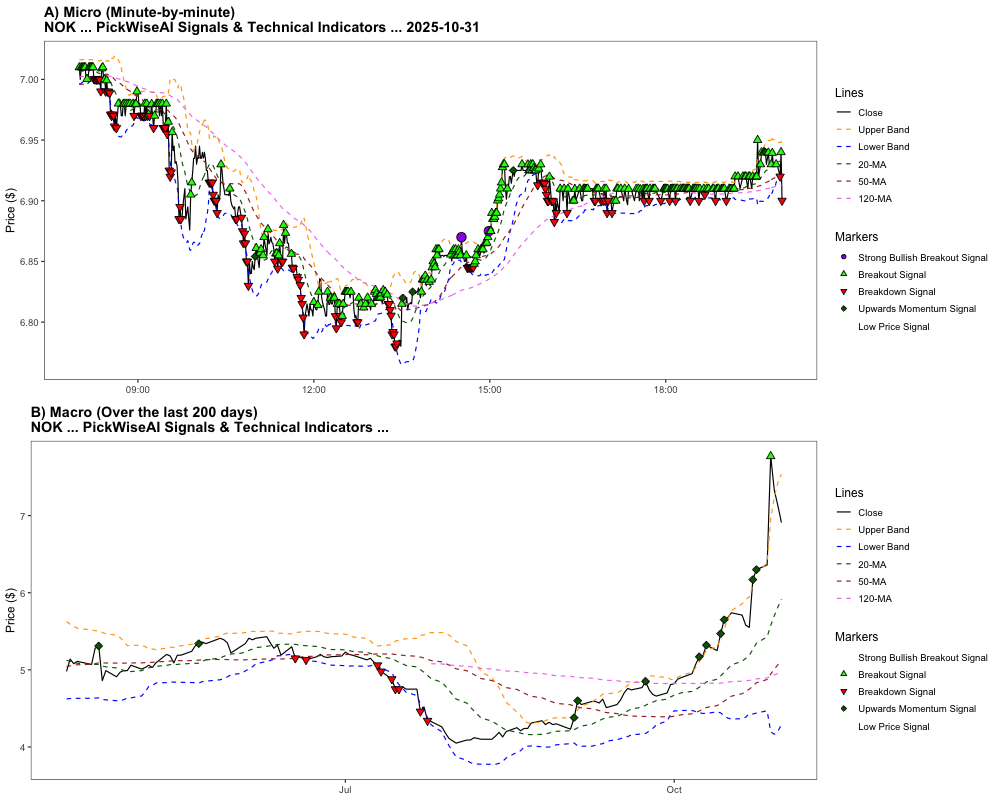 A) Micro (Minute-by-minute)
NOK ... PickWiseAI Signals & Technical Indicators ... 2025-10-31
Price ($)
7.00
6.95
6.90
6.85
6.80
09:00
12:00
15:00
18:00
Lines
Close
Upper Band
Lower Band
20-MA
50-MA
120-MA
Markers
Strong Bullish Breakout Signal
Breakout Signal
Breakdown Signal
Upwards Momentum Signal
Low Price Signal
B) Macro (Over the last 200 days)
NOK ... PickWiseAI Signals & Technical Indicators ...
Price ($)
7
6
5
4
Jul
Oct
Lines
Close
Upper Band
Lower Band
20-MA
50-MA
120-MA
Markers
Strong Bullish Breakout Signal
Breakout Signal
Breakdown Signal
Upwards Momentum Signal
Low Price Signal